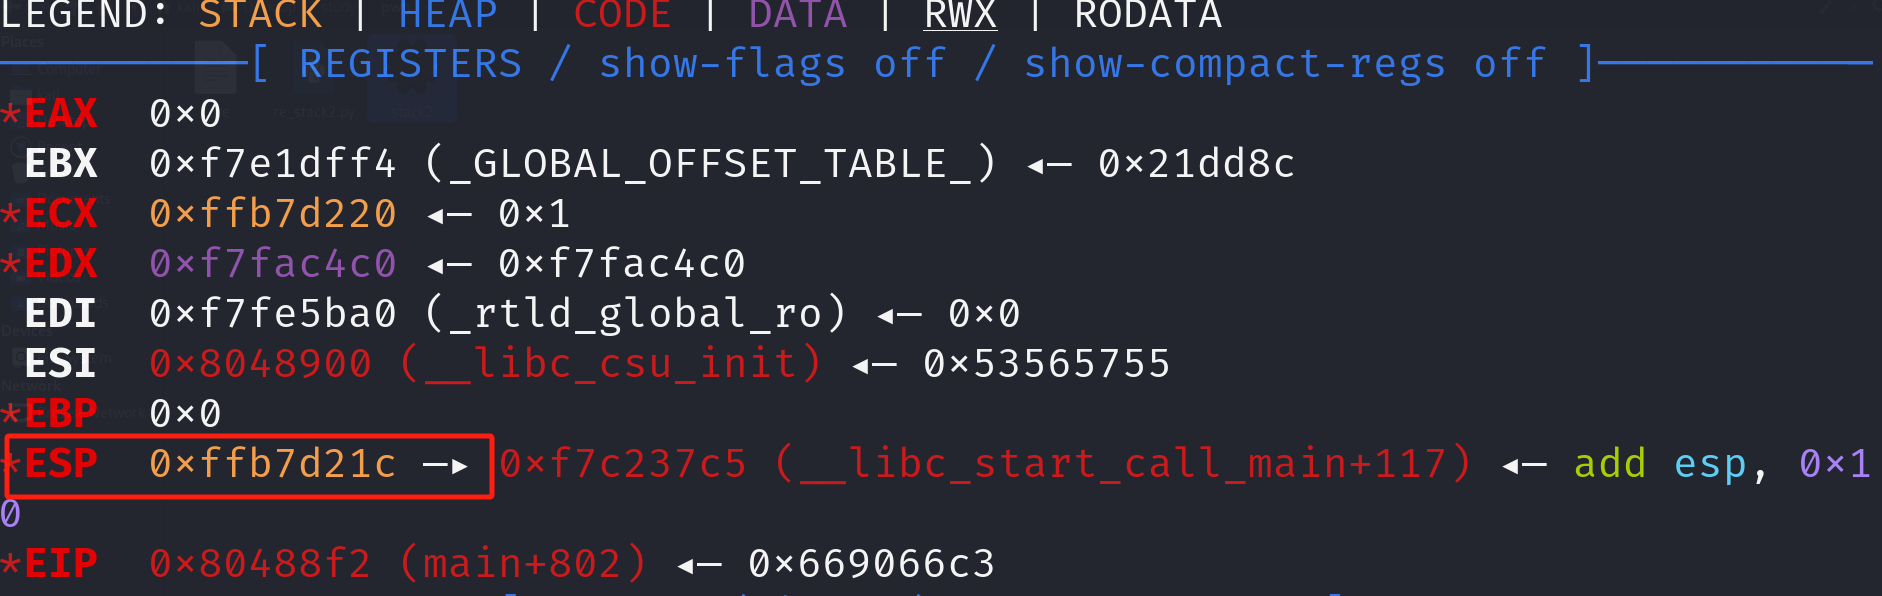 LEGEND: STACK | HEAP | CODE | DATA | RWX | RODATA
[ REGISTERS / show-flags off / show-compact-regs off ]
*EAX 0×0
EBX 0×f7e1dff4 (_GLOBAL_OFFSET_TABLE_) ◂— 0×21dd8c
*ECX 0×ffb7d220 ◂— 0×1
*EDX 0×f7fac4c0 ◂— 0×f7fac4c0
EDI 0×f7fe5ba0 (_rtld_global_ro) ◂— 0×0
ESI 0×8048900 (__libc_csu_init) ◂— 0×53565755
*EBP 0×0
*ESP 0×ffb7d21c —▸ 0×f7c237c5 (__libc_start_call_main+117) ◂— add esp, 0×1
0
*EIP 0×80488f2 (main+802) ◂— 0×669066c3